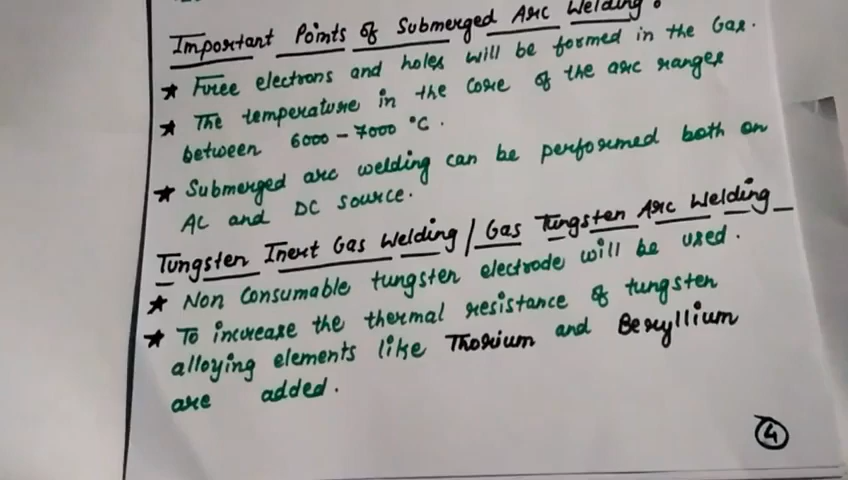 Important Points of Submerged Arc Welding.
★ Free electrons and holes will be formed in the Gas.
★ The temperature in the core of the arc ranges
between 6000 - 7000 °C.
★ Submerged arc welding can be performed both on
AC and DC source.
Tungsten Inert Gas Welding / Gas Tungsten Arc Welding
★ Non Consumable tungsten electrode will be used.
★ To increase the thermal resistance of tungsten
alloying elements like Thorium and Beryllium
are added.
4